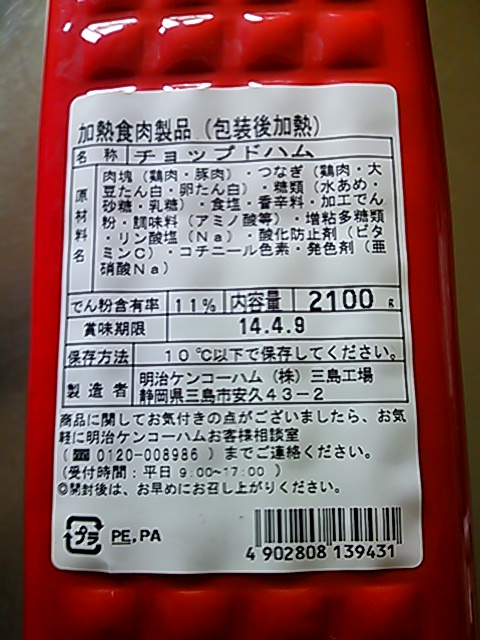 加熱食肉製品（包装後加熱）
名称 チョップドハム
原材料名 肉塊（鶏肉・豚肉）・つなぎ（鶏肉・大
豆たん白・卵たん白）・糖類（水あめ・
砂糖・乳糖）・食塩・香辛料・加工でん
粉・調味料（アミノ酸等）・増粘多糖類
・リン酸塩（Na）・酸化防止剤（ビタ
ミンC）・コチニール色素・発色剤（亜
硝酸Na）
でん粉含有率 11% 内容量 2100g
賞味期限 14.4.9
保存方法 10℃以下で保存してください。
製造者 明治ケンコーハム（株）三島工場
静岡県三島市安久43-2
商品に関してお気付きの点がございましたら、お気
軽に明治ケンコーハムお客様相談室
（☎ 0120-008986 ）までご連絡ください。
（受付時間：平日 9:00~17:00 ）
◎開封後は、お早めにお召し上がりください。
プラ PE,PA
4 902808 139431